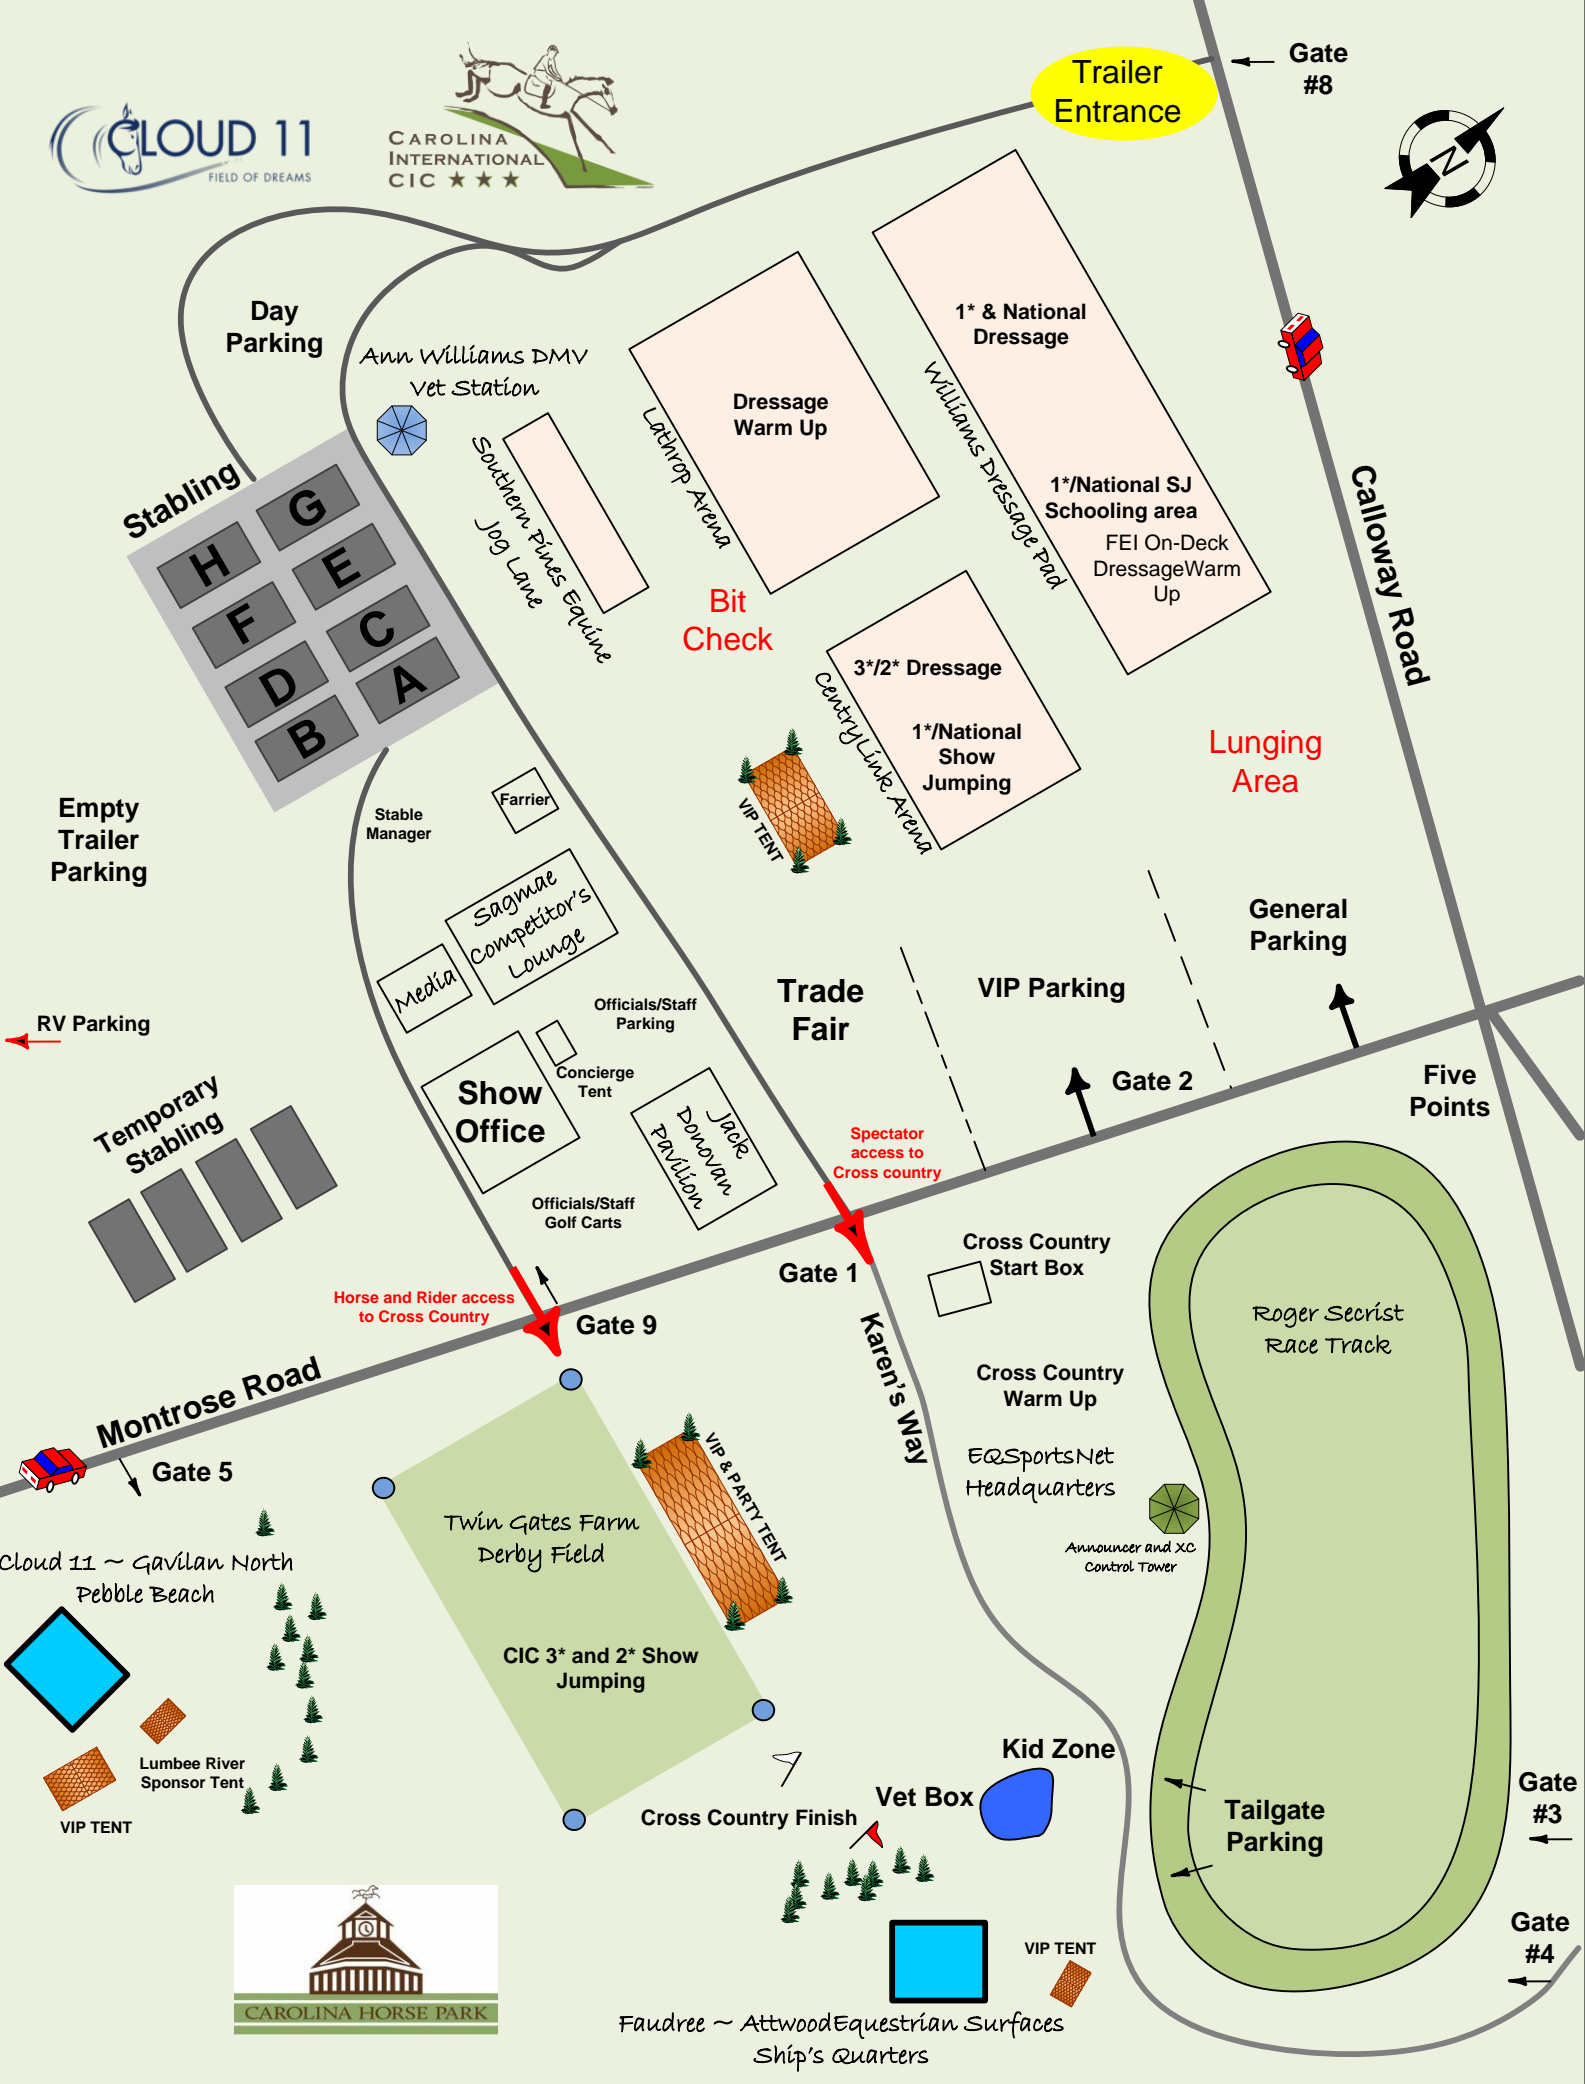 CLOUD 11
FIELD OF DREAMS
CAROLINA
INTERNATIONAL
CIC ★ ★ ★
Trailer
Entrance
Gate
#8
N
Day
Parking
Ann Williams DMV
Vet Station
1* & National
Dressage
Dressage
Warm Up
Lathrop Arena
Williams Dressage Pad
Southern Pines Equine
Jog Lane
Stabling
G
H
E
F
C
D
A
B
1*/National SJ
Schooling area
FEI On-Deck
DressageWarm
Up
Calloway Road
Bit
Check
3*/2* Dressage
1*/National
Show
Jumping
CentryLink Arena
Lunging
Area
VIP TENT
Empty
Trailer
Parking
Stable
Manager
Farrier
Sagmae
Competitor's
Lounge
Media
General
Parking
Trade
Fair
VIP Parking
Officials/Staff
Parking
RV Parking
Concierge
Tent
Show
Office
Gate 2
Five
Points
Temporary
Stabling
Jack
Donovan
Pavilion
Spectator
access to
Cross country
Officials/Staff
Golf Carts
Gate 1
Cross Country
Start Box
Horse and Rider access
to Cross Country
Gate 9
Karen's Way
Roger Secrist
Race Track
Cross Country
Warm Up
Montrose Road
Gate 5
VIP & PARTY TENT
EQSportsNet
Headquarters
Twin Gates Farm
Derby Field
Announcer and XC
Control Tower
Cloud 11 ~ Gavilan North
Pebble Beach
CIC 3* and 2* Show
Jumping
Lumbee River
Sponsor Tent
VIP TENT
Kid Zone
Vet Box
Cross Country Finish
Tailgate
Parking
Gate
#3
Gate
#4
VIP TENT
CAROLINA HORSE PARK
Faudree ~ AttwoodEquestrian Surfaces
Ship's Quarters